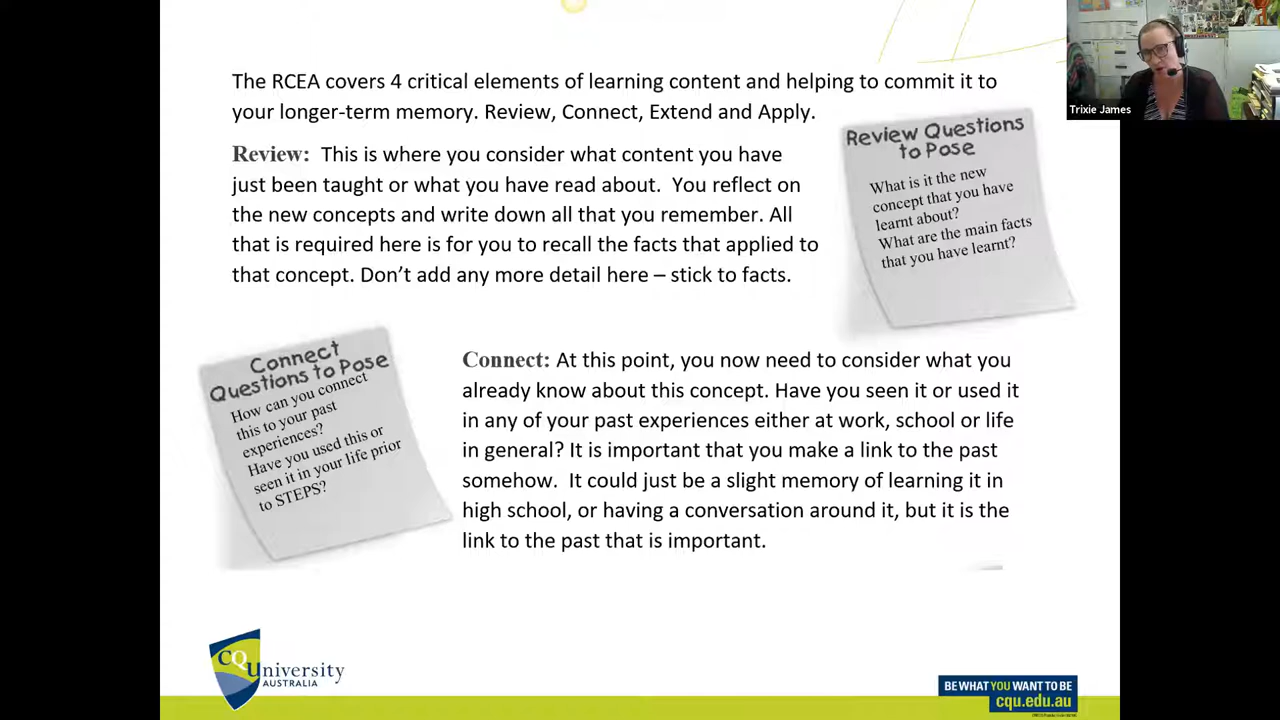 The RCEA covers 4 critical elements of learning content and helping to commit it to
your longer-term memory. Review, Connect, Extend and Apply.
Review: This is where you consider what content you have
just been taught or what you have read about. You reflect on
the new concepts and write down all that you remember. All
that is required here is for you to recall the facts that applied to
that concept. Don't add any more detail here – stick to facts.
Review Questions
to Pose
What is it the new
concept that you have
learnt about?
What are the main facts
that you have learnt?
Connect
Questions to Pose
How can you connect
this to your past
experiences?
Have you used this or
seen it in your life prior
to STEPS?
Connect: At this point, you now need to consider what you
already know about this concept. Have you seen it or used it
in any of your past experiences either at work, school or life
in general? It is important that you make a link to the past
somehow. It could just be a slight memory of learning it in
high school, or having a conversation around it, but it is the
link to the past that is important.
Trixie James
CQUniversity
AUSTRALIA
BE WHAT YOU WANT TO BE
cqu.edu.au